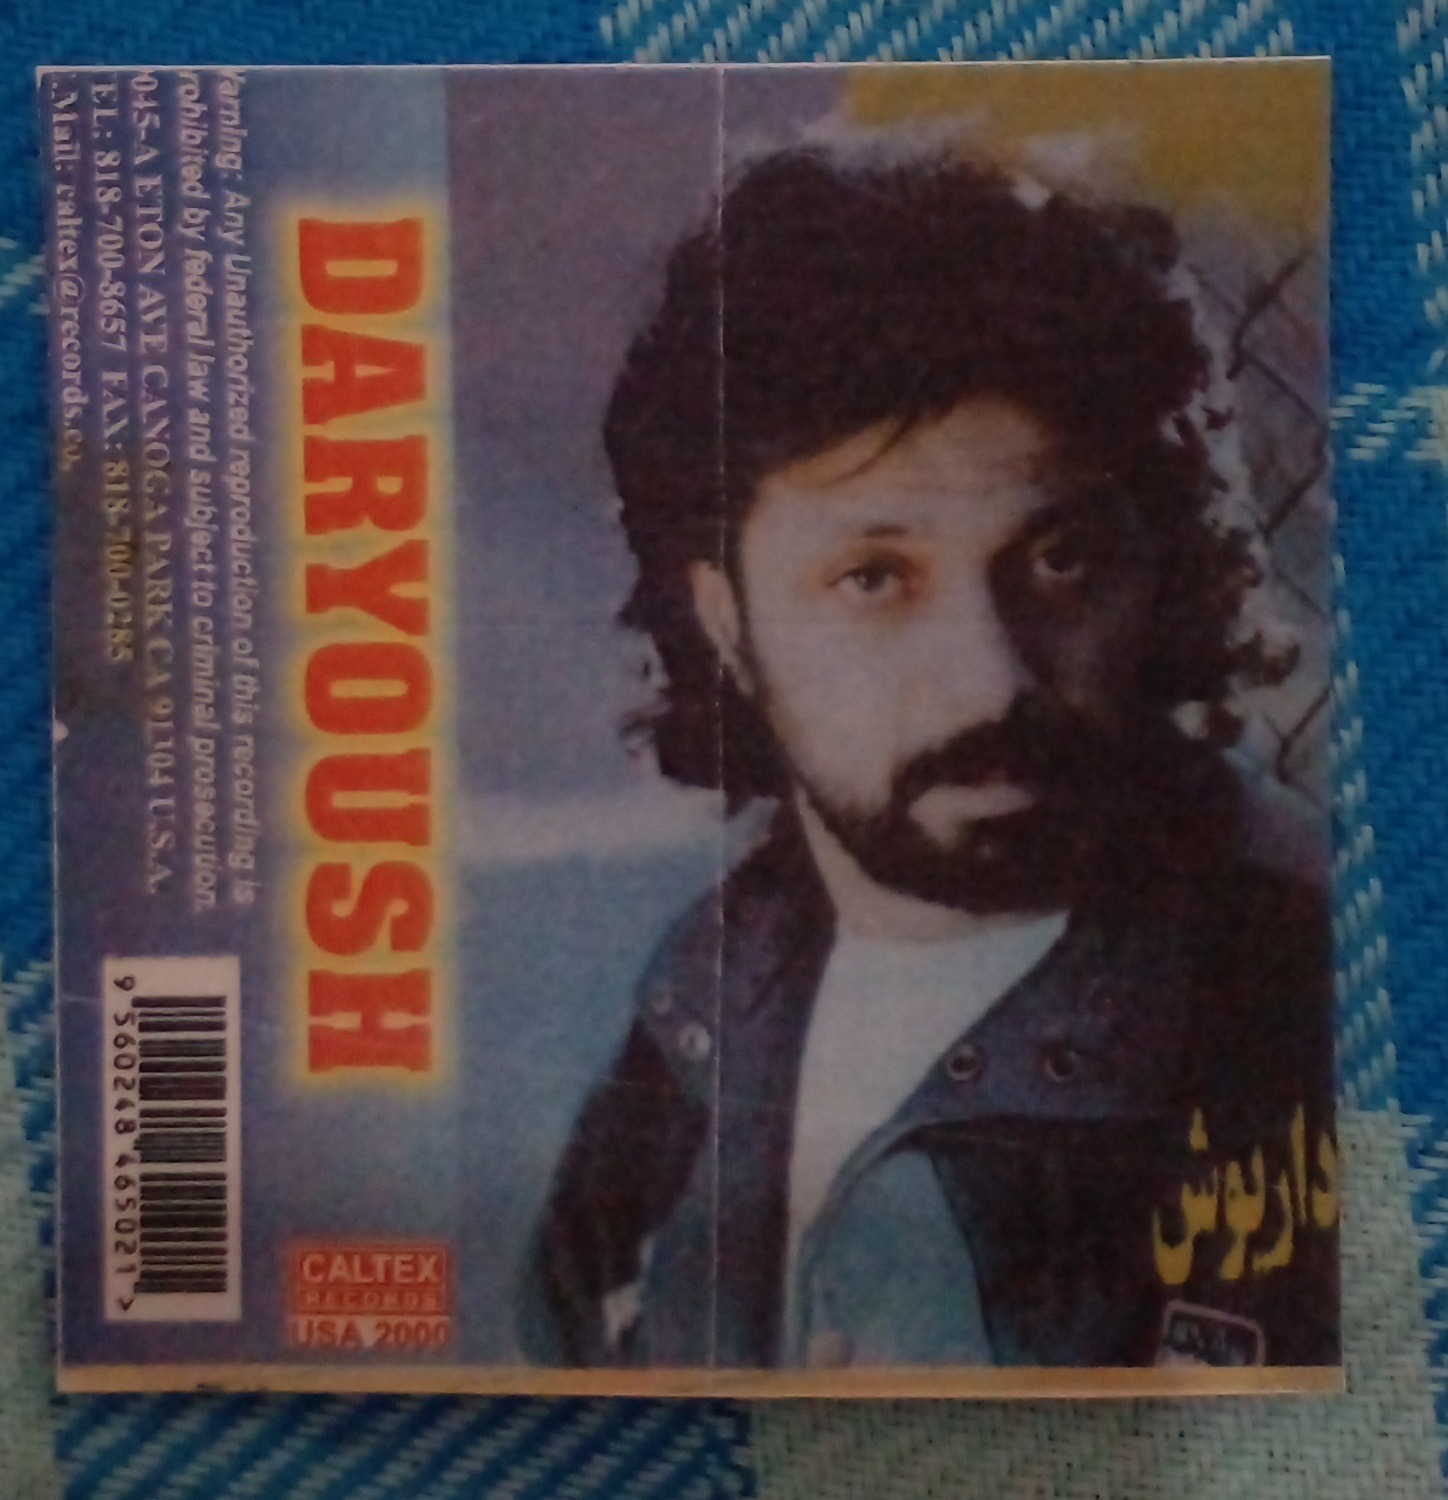 Warning: Any Unauthorized reproduction of this recording is
rohibited by federal law and subject to criminal prosecution.
045-A ETON AVE CANOGA PARK CA 91304 U.S.A.
EL: 818-700-8657 FAX: 818-700-0285
.Mail: caltex@records.co.
DARYOUSH
9 560248 465021 >
CALTEX
RECORDS
USA 2000
داریوش